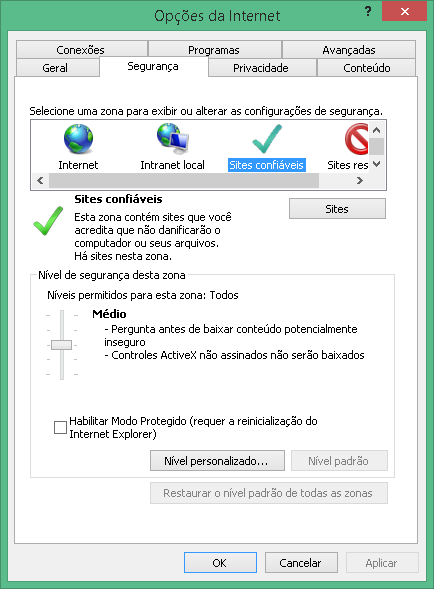 Opções da Internet
?
Conexões
Programas
Avançadas
Geral
Segurança
Privacidade
Conteúdo
Selecione uma zona para exibir ou alterar as configurações de segurança.
Internet
Intranet local
Sites confiáveis
Sites res
Sites confiáveis
Sites
Esta zona contém sites que você
acredita que não danificarão o
computador ou seus arquivos.
Há sites nesta zona.
Nível de segurança desta zona
Níveis permitidos para esta zona: Todos
Médio
- Pergunta antes de baixar conteúdo potencialmente
inseguro
- Controles ActiveX não assinados não serão baixados
Habilitar Modo Protegido (requer a reinicialização do
Internet Explorer)
Nível personalizado...
Nível padrão
Restaurar o nível padrão de todas as zonas
OK
Cancelar
Aplicar